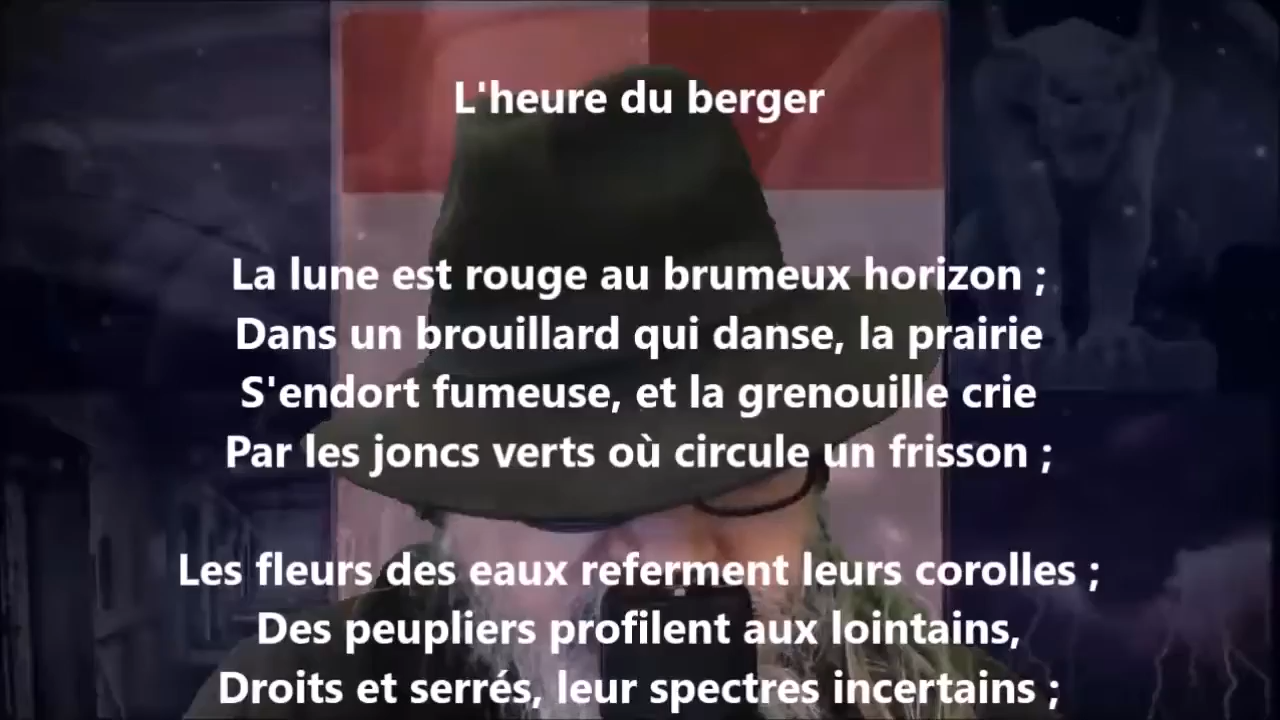 L'heure du berger
La lune est rouge au brumeux horizon ;
Dans un brouillard qui danse, la prairie
S'endort fumeuse, et la grenouille crie
Par les joncs verts où circule un frisson ;
Les fleurs des eaux referment leurs corolles ;
Des peupliers profilent aux lointains,
Droits et serrés, leur spectres incertains ;